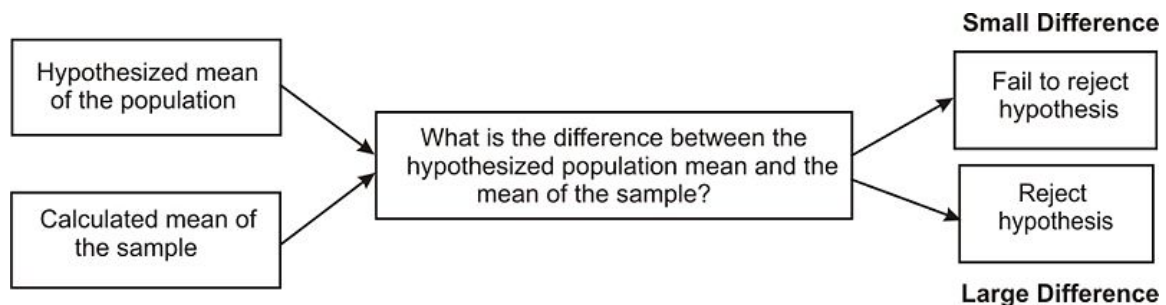 Hypothesized mean
of the population
Calculated mean of
the sample
What is the difference between the
hypothesized population mean and the
mean of the sample?
Small Difference
Fail to reject
hypothesis
Reject
hypothesis
Large Difference